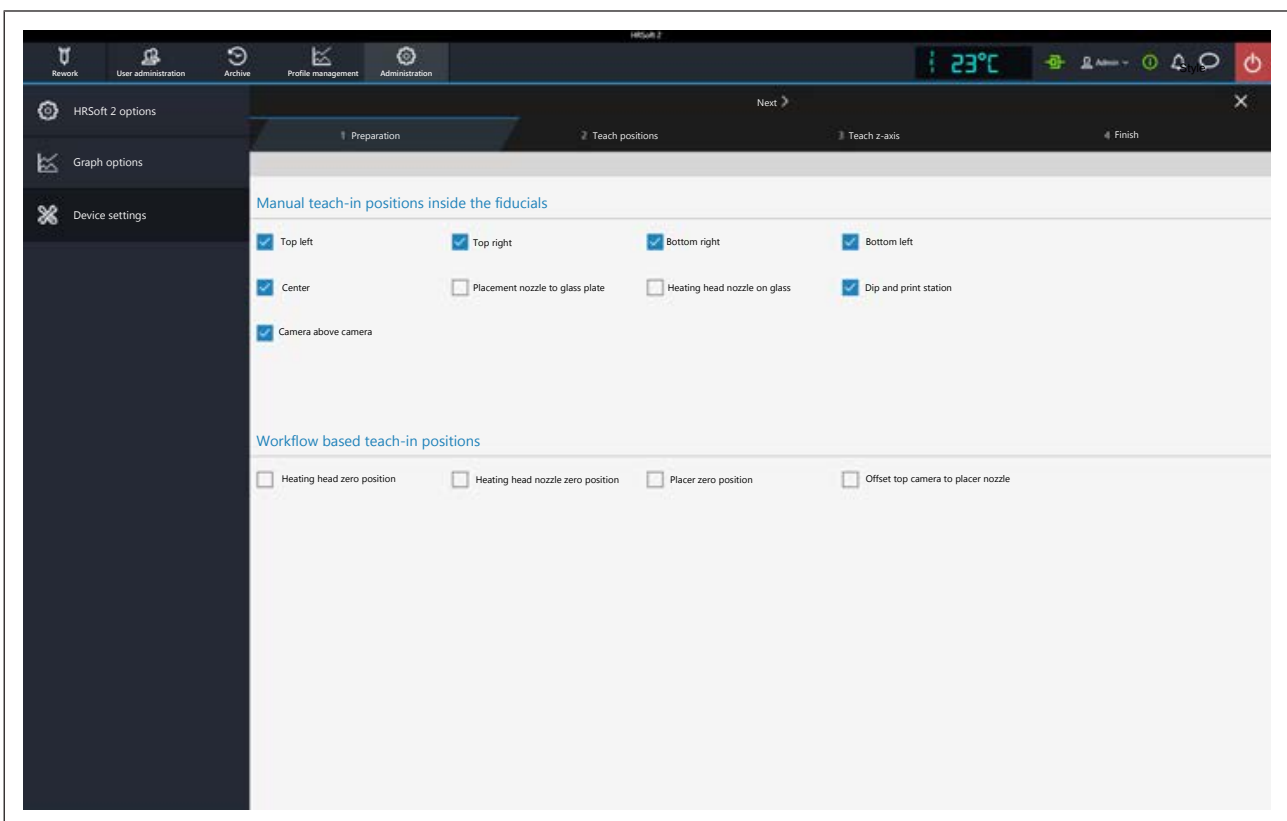 HRSoft 2
Rework User administration Archive Profile management Administration 23°C Admin Style
HRSoft 2 options
Graph options
Device settings
Next
1 Preparation 2 Teach positions 3 Teach z-axis 4 Finish
Manual teach-in positions inside the fiducials
Top left Top right Bottom right Bottom left
Center Placement nozzle to glass plate Heating head nozzle on glass Dip and print station
Camera above camera
Workflow based teach-in positions
Heating head zero position Heating head nozzle zero position Placer zero position Offset top camera to placer nozzle